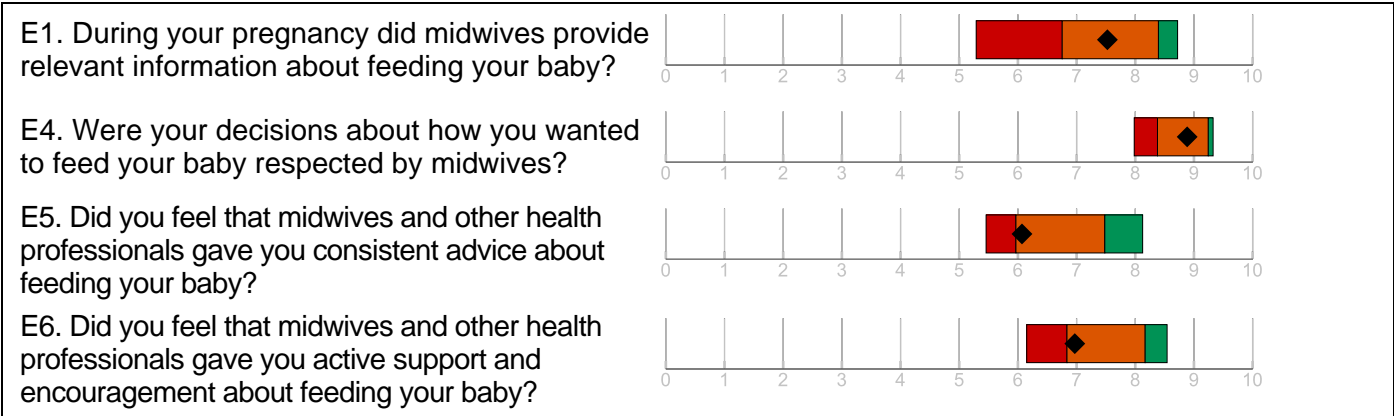 E1. During your pregnancy did midwives provide
relevant information about feeding your baby?
0 1 2 3 4 5 6 7 8 9 10
E4. Were your decisions about how you wanted
to feed your baby respected by midwives?
0 1 2 3 4 5 6 7 8 9 10
E5. Did you feel that midwives and other health
professionals gave you consistent advice about
feeding your baby?
0 1 2 3 4 5 6 7 8 9 10
E6. Did you feel that midwives and other health
professionals gave you active support and
encouragement about feeding your baby?
0 1 2 3 4 5 6 7 8 9 10